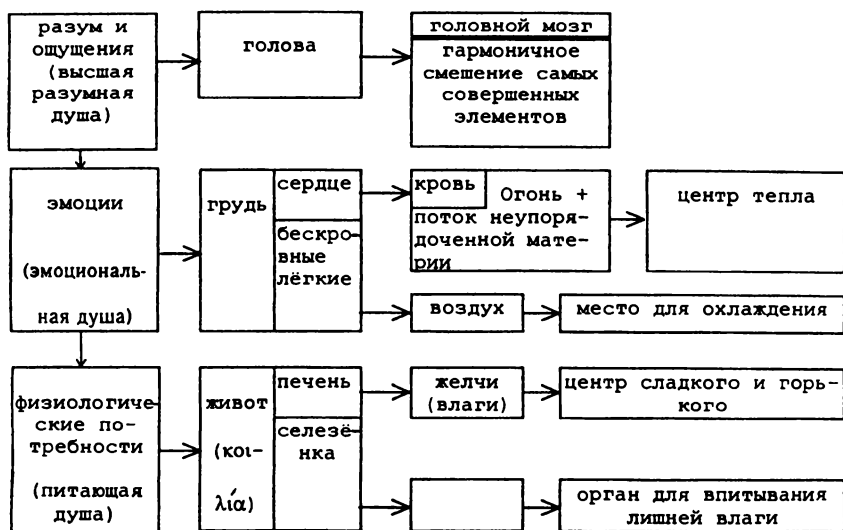 разум и
ощущения
(высшая
разумная
душа)
голова
головной мозг
гармоничное
смешение самых
совершенных
элементов
эмоции
(эмоциональ-
ная душа)
грудь
сердце
бескро-
вные
лёгкие
кровь
Огонь +
поток неупоря-
доченной мате-
рии
центр тепла
воздух
место для охлаждения
физиологиче-
ские по-
требности
(питающая
душа)
живот
(κοι-
λία)
печень
селезё-
нка
желчи
(влаги)
центр сладкого и горь-
кого
орган для впитывания
лишней влаги